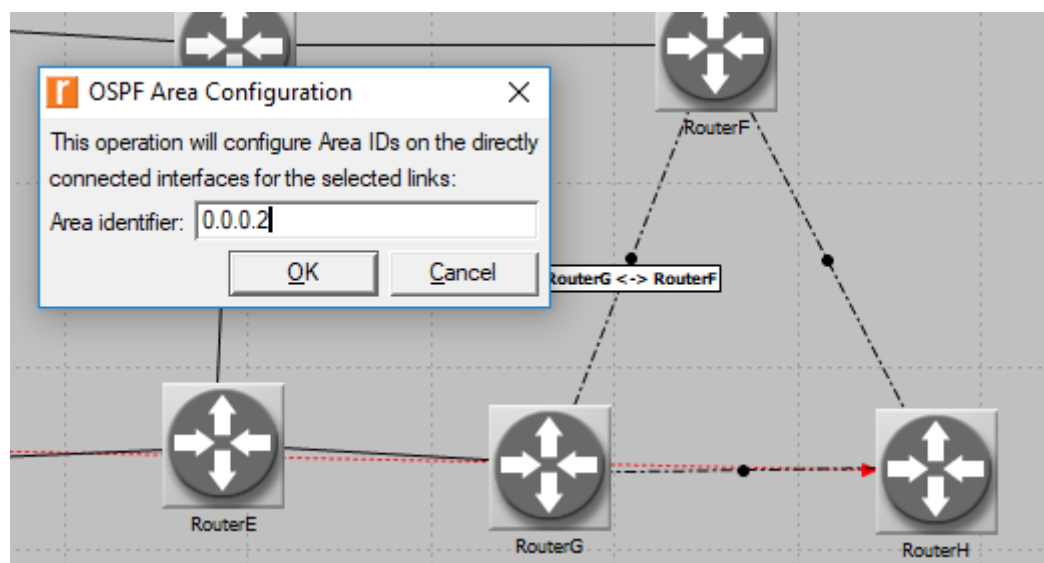 OSPF Area Configuration
This operation will configure Area IDs on the directly
connected interfaces for the selected links:
Area identifier: 0.0.0.2
OK Cancel
RouterF
RouterG <-> RouterF
RouterE
RouterG
RouterH